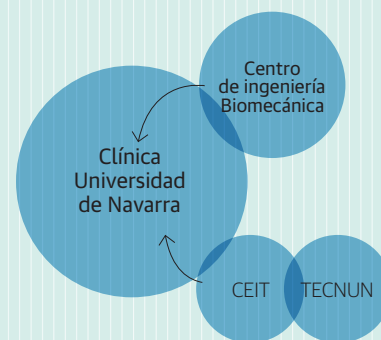 Centro
de ingeniería
Biomecánica
Clínica
Universidad
de Navarra
CEIT
TECNUN